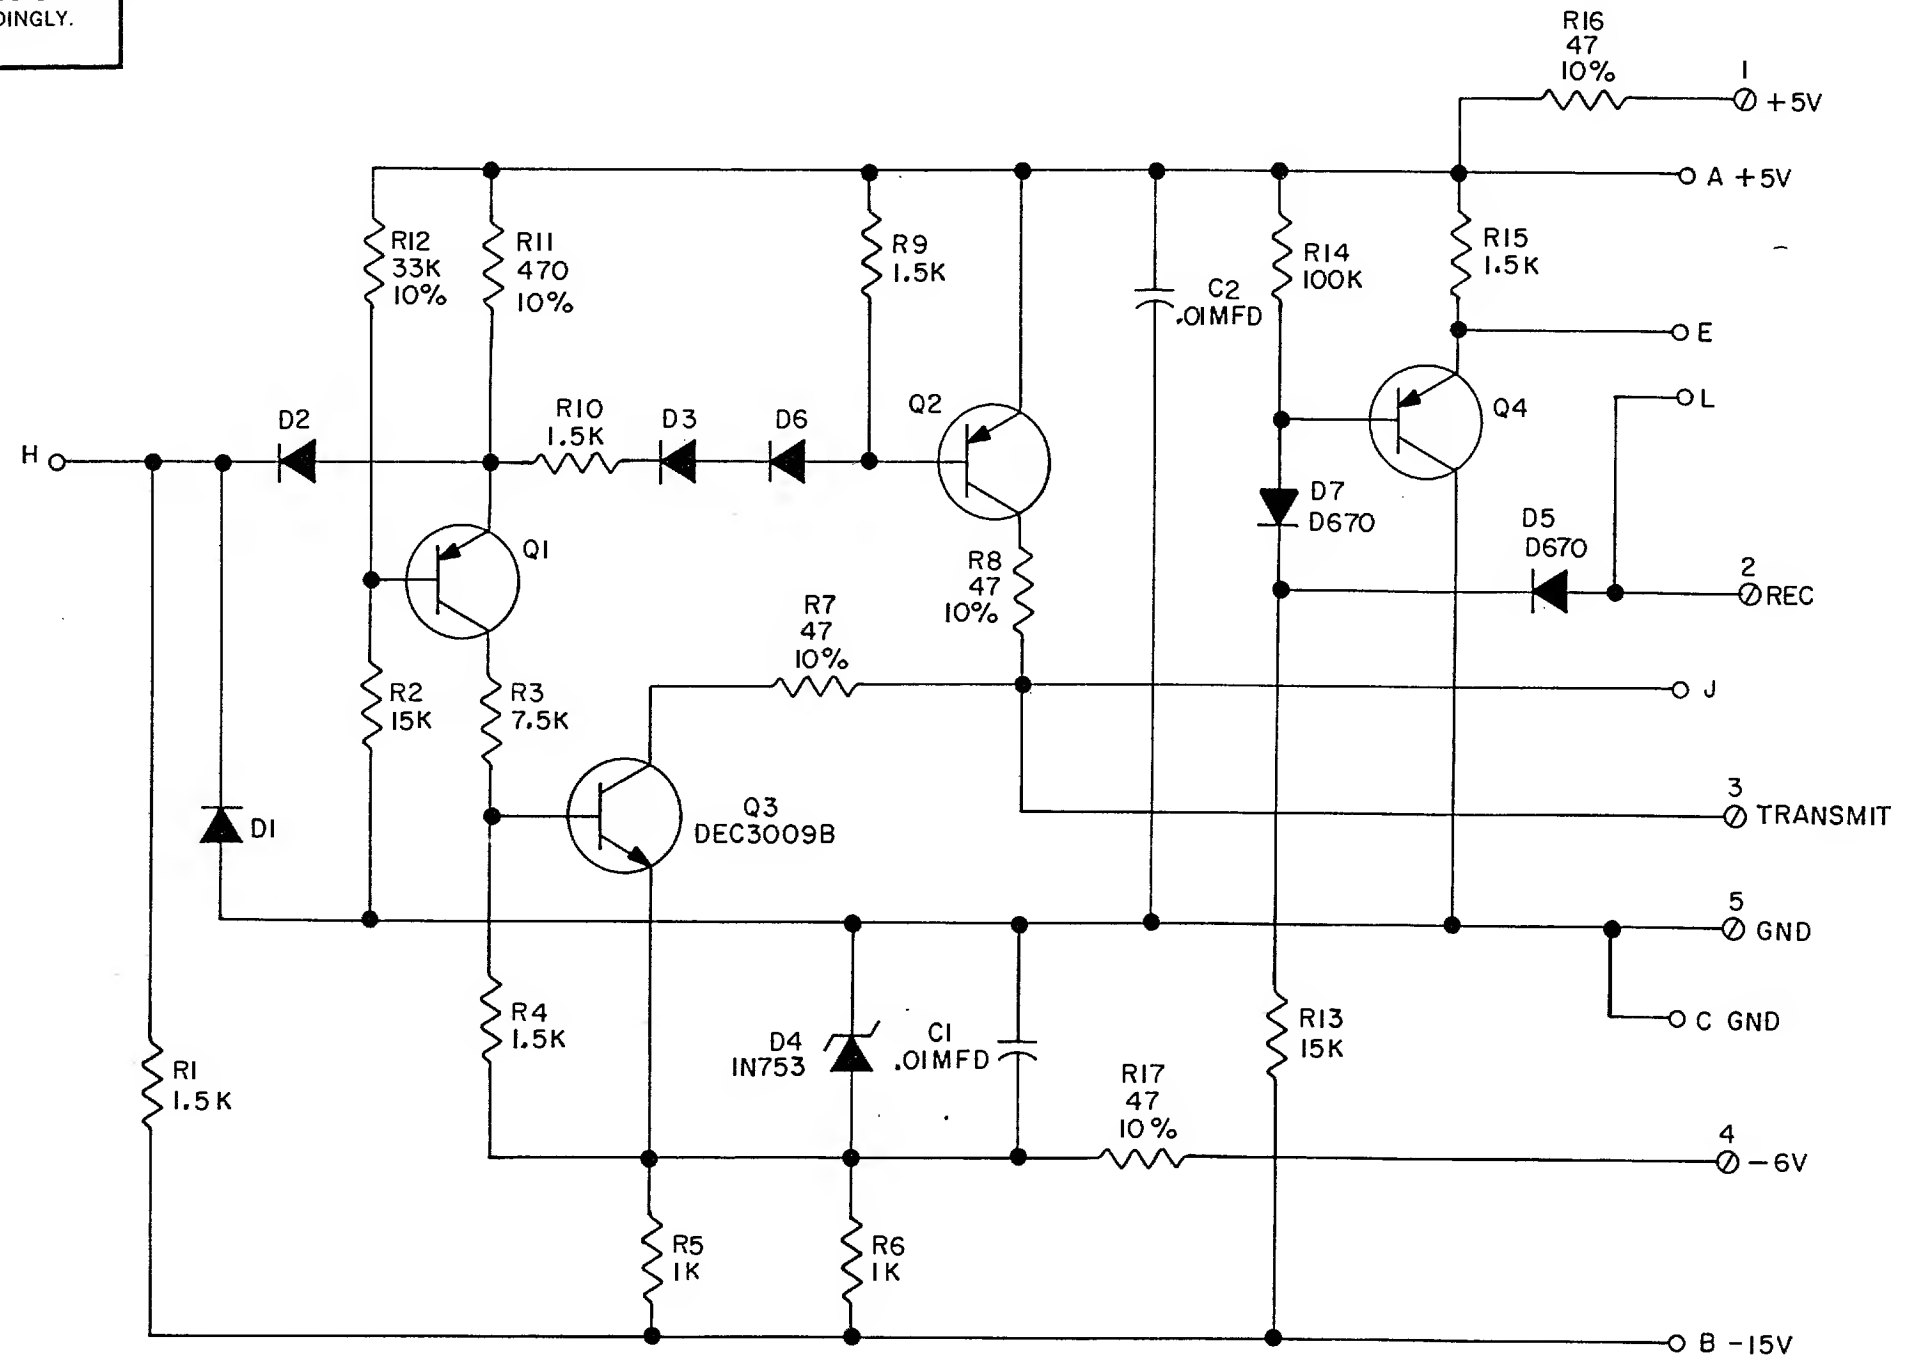 DINGLY.
R16
47
10%
1
+5V
A +5V
R12
33K
10%
R11
470
10%
R9
1.5K
C2
.01MFD
R14
100K
R15
1.5K
E
L
Q2
Q4
H
D2
R10
1.5K
D3
D6
Q1
D7
D670
D5
D670
2
REC
R8
47
10%
R7
47
10%
R2
15K
R3
7.5K
J
3
TRANSMIT
D1
Q3
DEC3009B
5
GND
C GND
R4
1.5K
D4
1N753
C1
.01MFD
R13
15K
R1
1.5K
R17
47
10%
4
-6V
R5
1K
R6
1K
B -15V